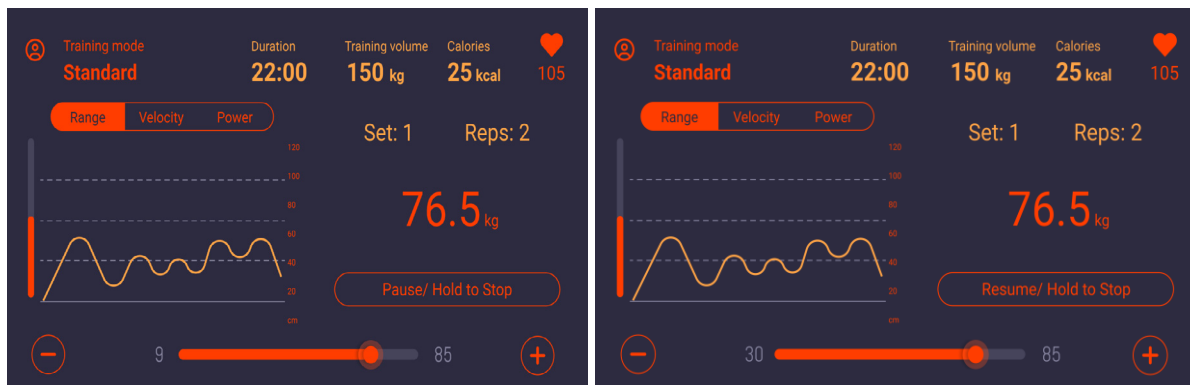 Training mode Duration Training volume Calories
Standard 22:00 150 kg 25 kcal 105
Range Velocity Power
Set: 1 Reps: 2
120
100
80
76.5 kg
60
40
20
Pause/ Hold to Stop
cm
9 85
Training mode Duration Training volume Calories
Standard 22:00 150 kg 25 kcal 105
Range Velocity Power
Set: 1 Reps: 2
120
100
80
76.5 kg
60
40
20
Resume/ Hold to Stop
cm
30 85